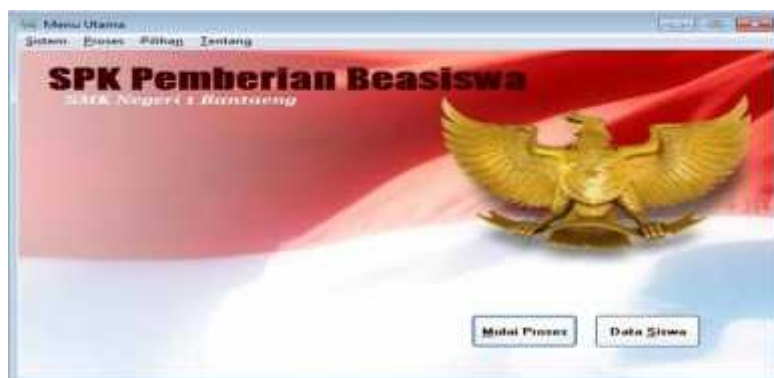 Menu Utama
Sistem Proses Pilihan Tentang
SPK Pemberian Beasiswa
SMK Negeri 1 Bantaeng
Mulai Proses Data Siswa